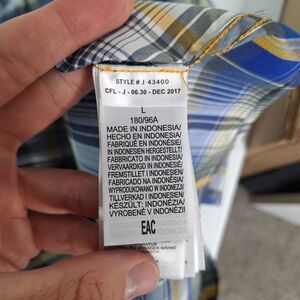 STYLE # J 43400
CFL - J - 06.30 - DEC 2017
L
180/96A
MADE IN INDONESIA/
HECHO EN INDONESIA/
FABRIQUÉ EN INDONÉSIE/
IN INDONESIEN HERGESTELLT/
FABBRICATO IN INDONESIA/
VERVAARDIGD IN INDONESIË/
FREMSTILLET I INDONESIEN/
FABRICADO NA INDONÉSIA/
WYPRODUKOWANO W INDONEZJI/
TILLVERKAD I INDONESIEN/
KÉSZÜLT: INDONÉZIA/
VYROBENÉ V INDONÉZII
EAC